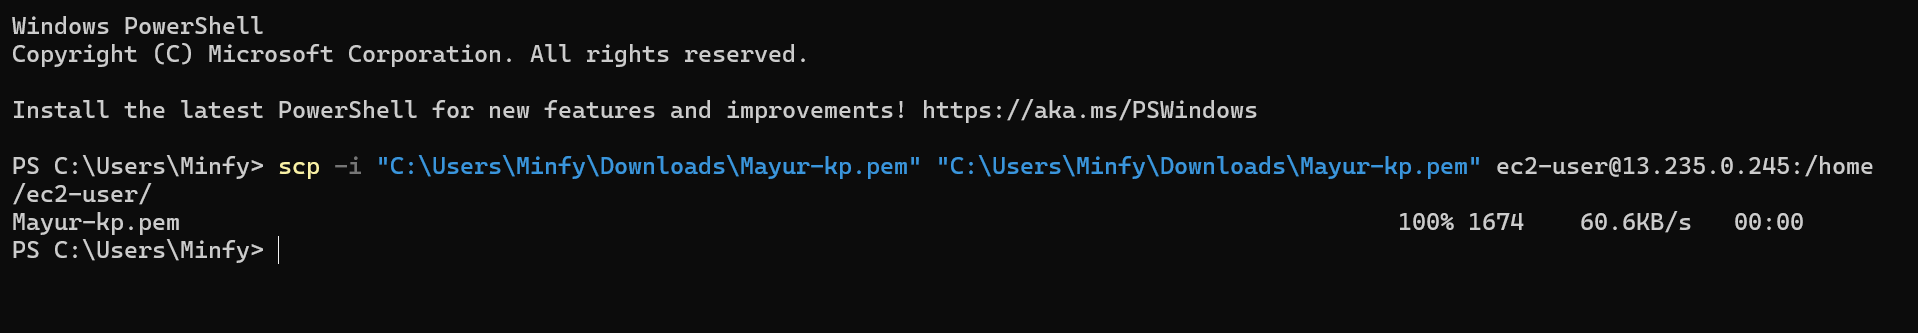 Windows PowerShell
Copyright (C) Microsoft Corporation. All rights reserved.
Install the latest PowerShell for new features and improvements! https://aka.ms/PSWindows
PS C:\Users\Minfy> scp -i "C:\Users\Minfy\Downloads\Mayur-kp.pem" "C:\Users\Minfy\Downloads\Mayur-kp.pem" ec2-user@13.235.0.245:/home
/ec2-user/
Mayur-kp.pem 100% 1674 60.6KB/s 00:00
PS C:\Users\Minfy>